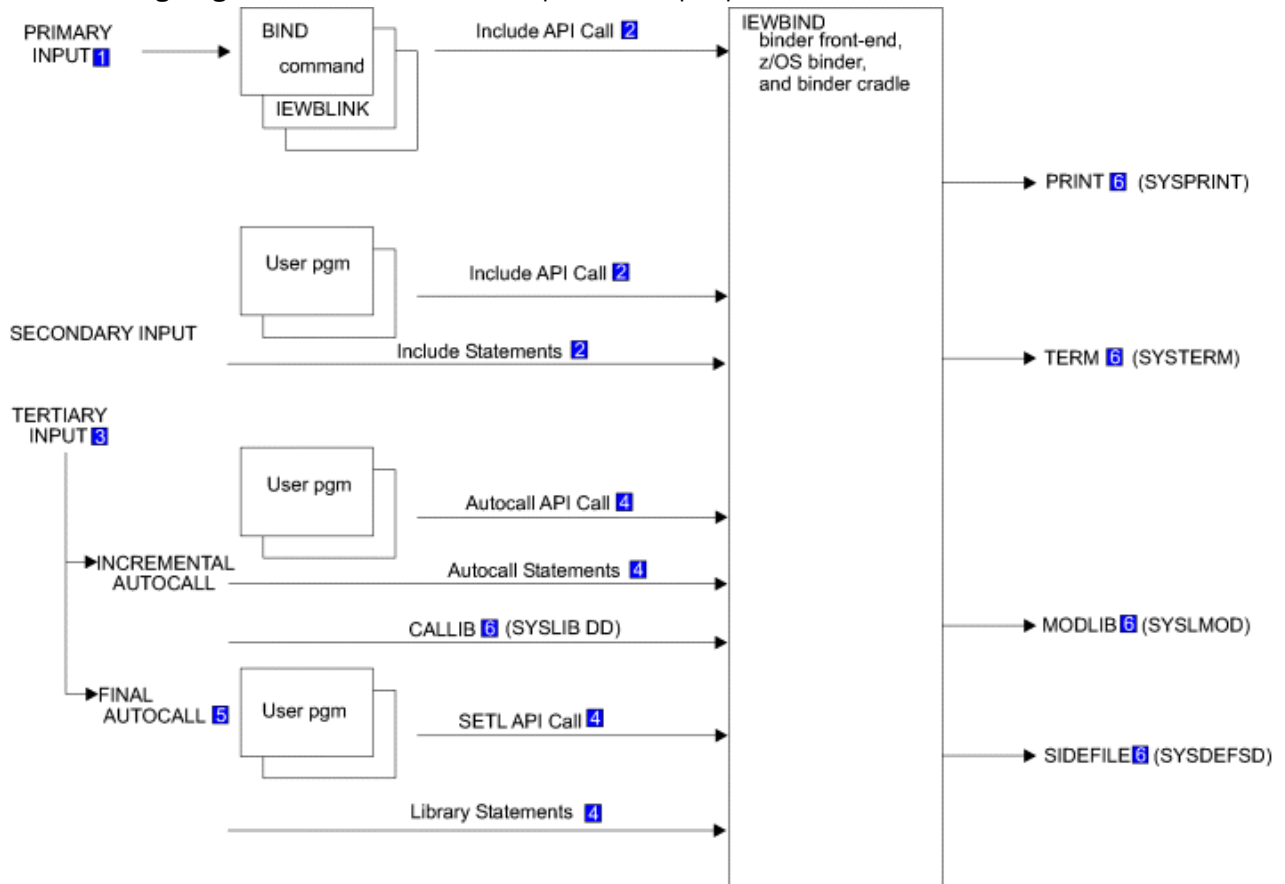 PRIMARY
INPUT 1
BIND
command
IEWBLINK
Include API Call 2
IEWBIND
binder front-end,
z/OS binder,
and binder cradle
PRINT 6 (SYSPRINT)
User pgm
Include API Call 2
SECONDARY INPUT
Include Statements 2
TERM 6 (SYSTERM)
TERTIARY
INPUT 3
User pgm
Autocall API Call 4
INCREMENTAL
AUTOCALL
Autocall Statements 4
CALLIB 6 (SYSLIB DD)
MODLIB 6 (SYSLMOD)
FINAL
AUTOCALL 5
User pgm
SETL API Call 4
SIDEFILE 6 (SYSDEFSD)
Library Statements 4